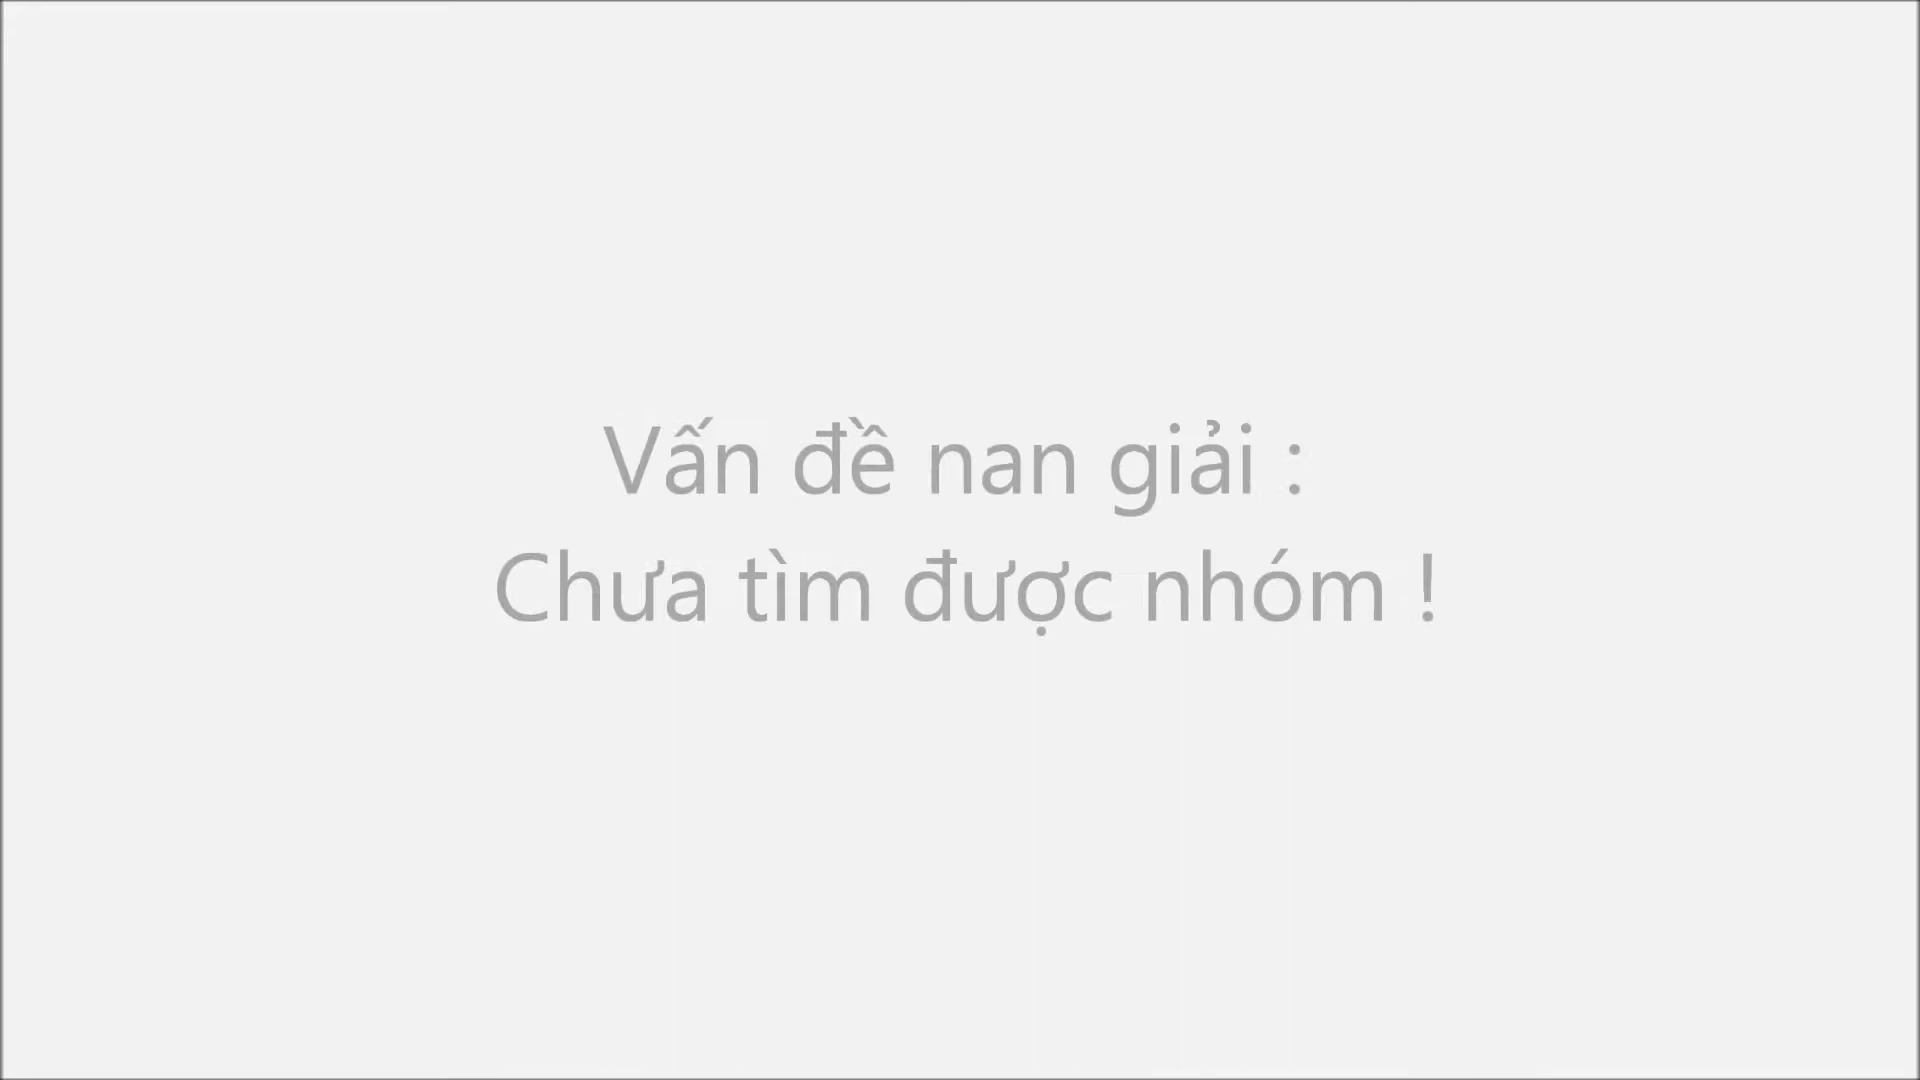 Vấn đề nan giải :
Chưa tìm được nhóm !